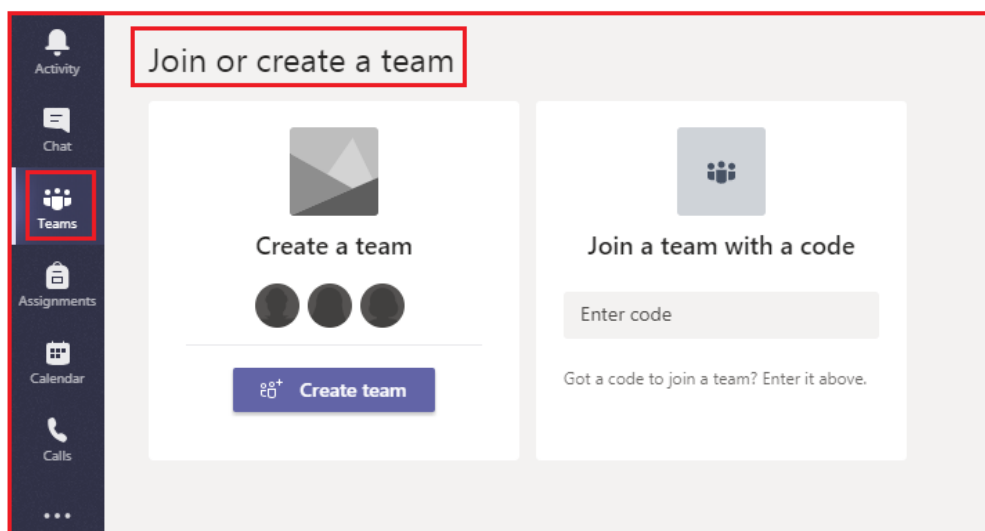 Activity
Chat
Teams
Assignments
Calendar
Calls
Join or create a team
Create a team
Create team
Join a team with a code
Enter code
Got a code to join a team? Enter it above.